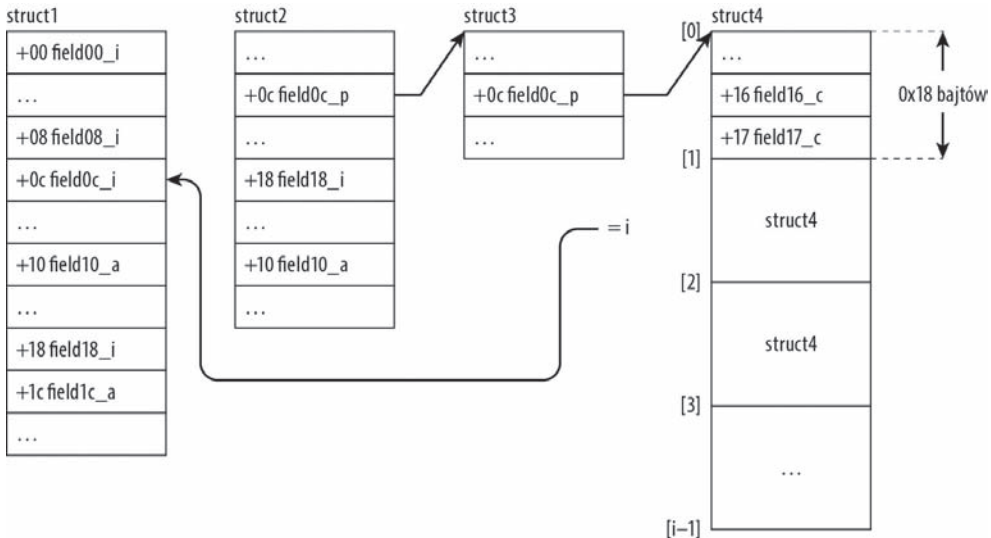 struct1
+00 field00_i
...
+08 field08_i
+0c field0c_i
...
+10 field10_a
...
+18 field18_i
+1c field1c_a
...
struct2
...
+0c field0c_p
...
+18 field18_i
...
+10 field10_a
...
struct3
...
+0c field0c_p
...
= i
struct4
[0]
...
+16 field16_c
+17 field17_c
0x18 bajtów
[1]
struct4
[2]
struct4
[3]
...
[i–1]